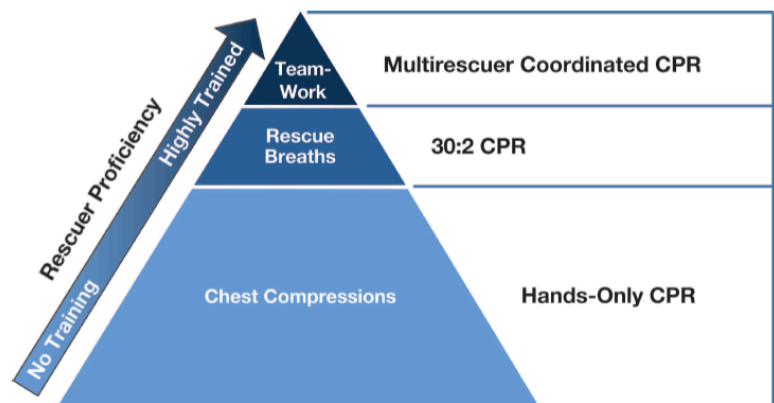 Rescuer Proficiency
No Training
Highly Trained
Team-
Work
Multirescuer Coordinated CPR
Rescue
Breaths
30:2 CPR
Chest Compressions
Hands-Only CPR